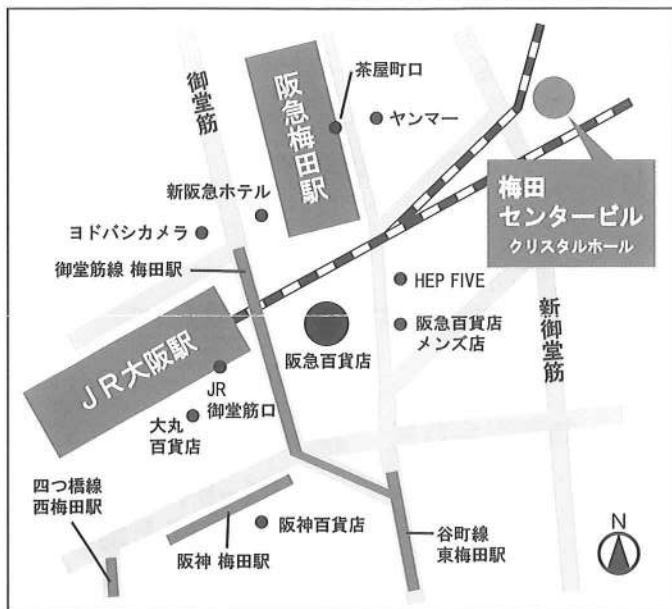 御堂筋
阪急梅田駅
茶屋町口
ヤンマー
新阪急ホテル
ヨドバシカメラ
御堂筋線 梅田駅
梅田
センタービル
クリスタルホール
HEP FIVE
阪急百貨店
メンズ店
阪急百貨店
新御堂筋
JR大阪駅
JR
御堂筋口
大丸
百貨店
四つ橋線
西梅田駅
阪神 梅田駅
阪神百貨店
谷町線
東梅田駅
N